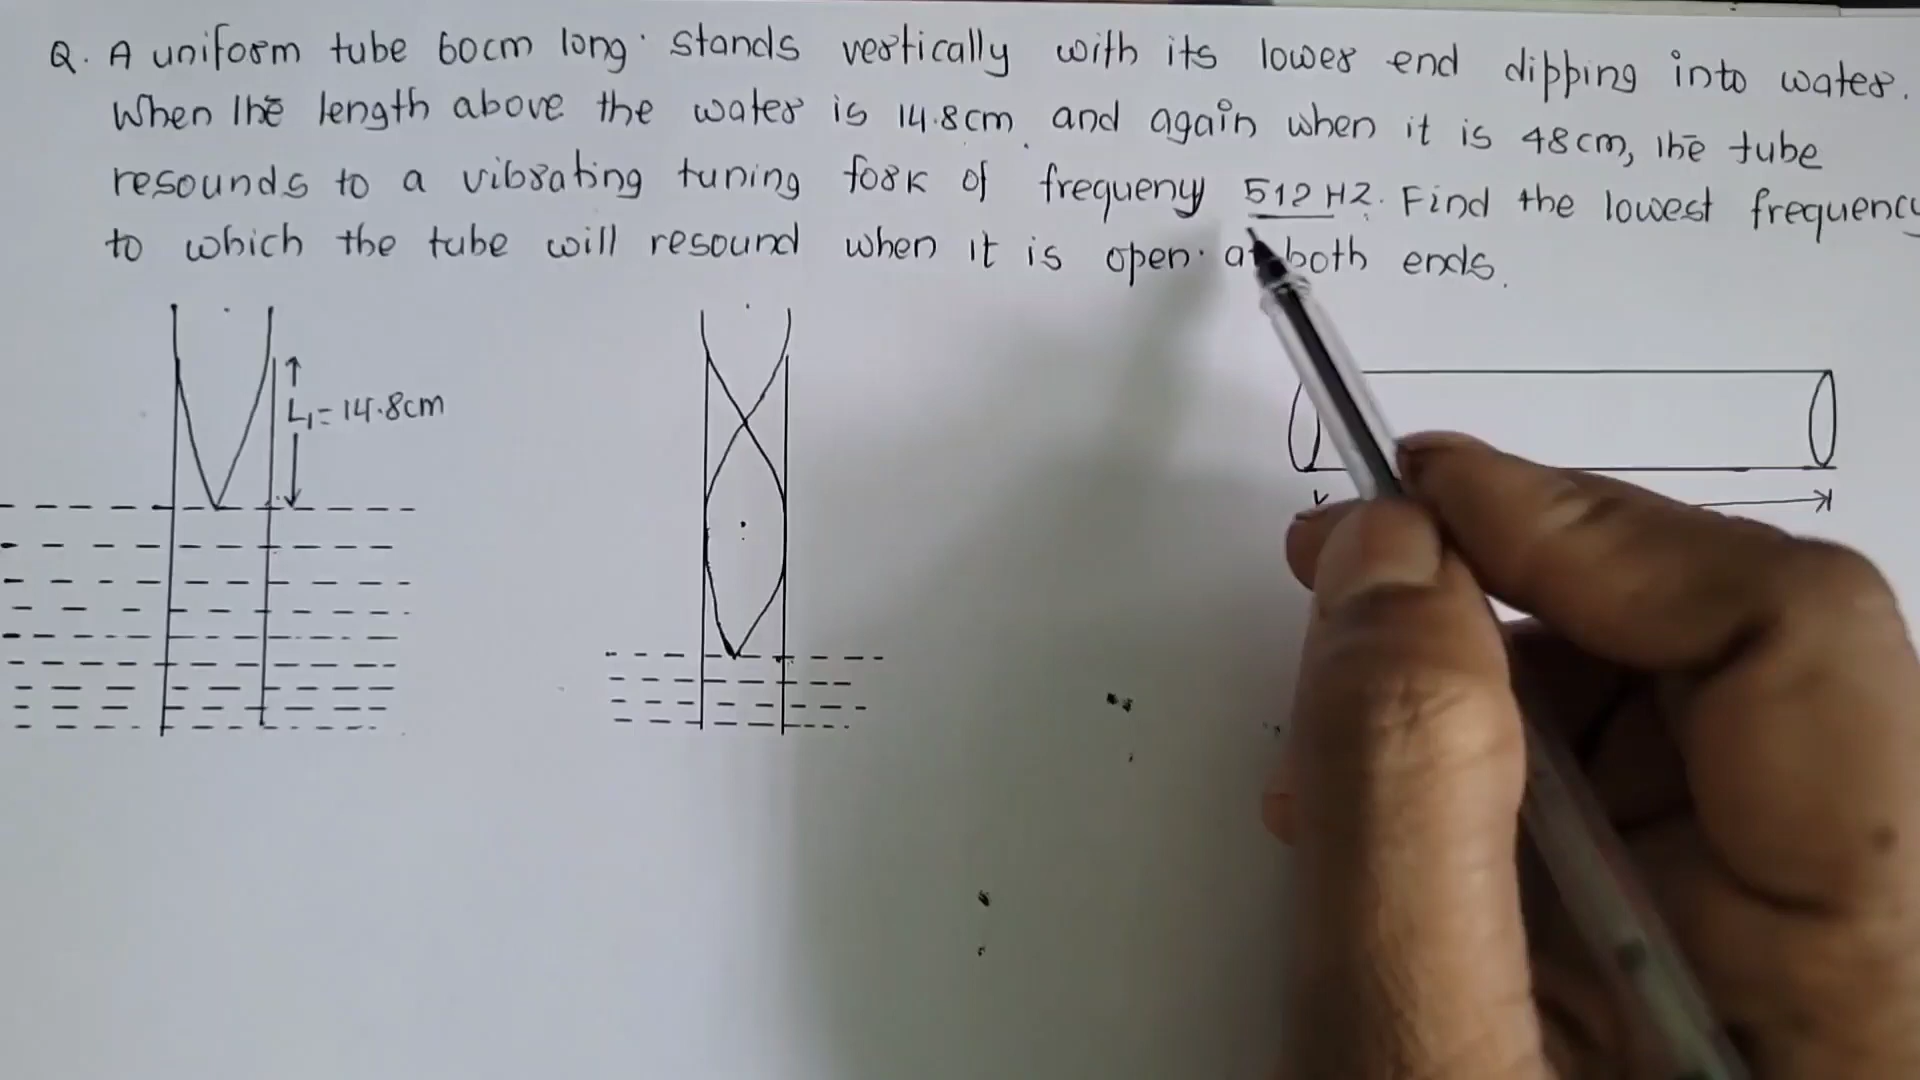 Q. A uniform tube 60cm long stands vertically with its lower end dipping into water.
When the length above the water is 14.8cm and again when it is 48cm, the tube
resounds to a vibrating tuning fork of frequeny 512 HZ. Find the lowest frequency
to which the tube will resound when it is open at both ends.
L₁ = 14.8cm